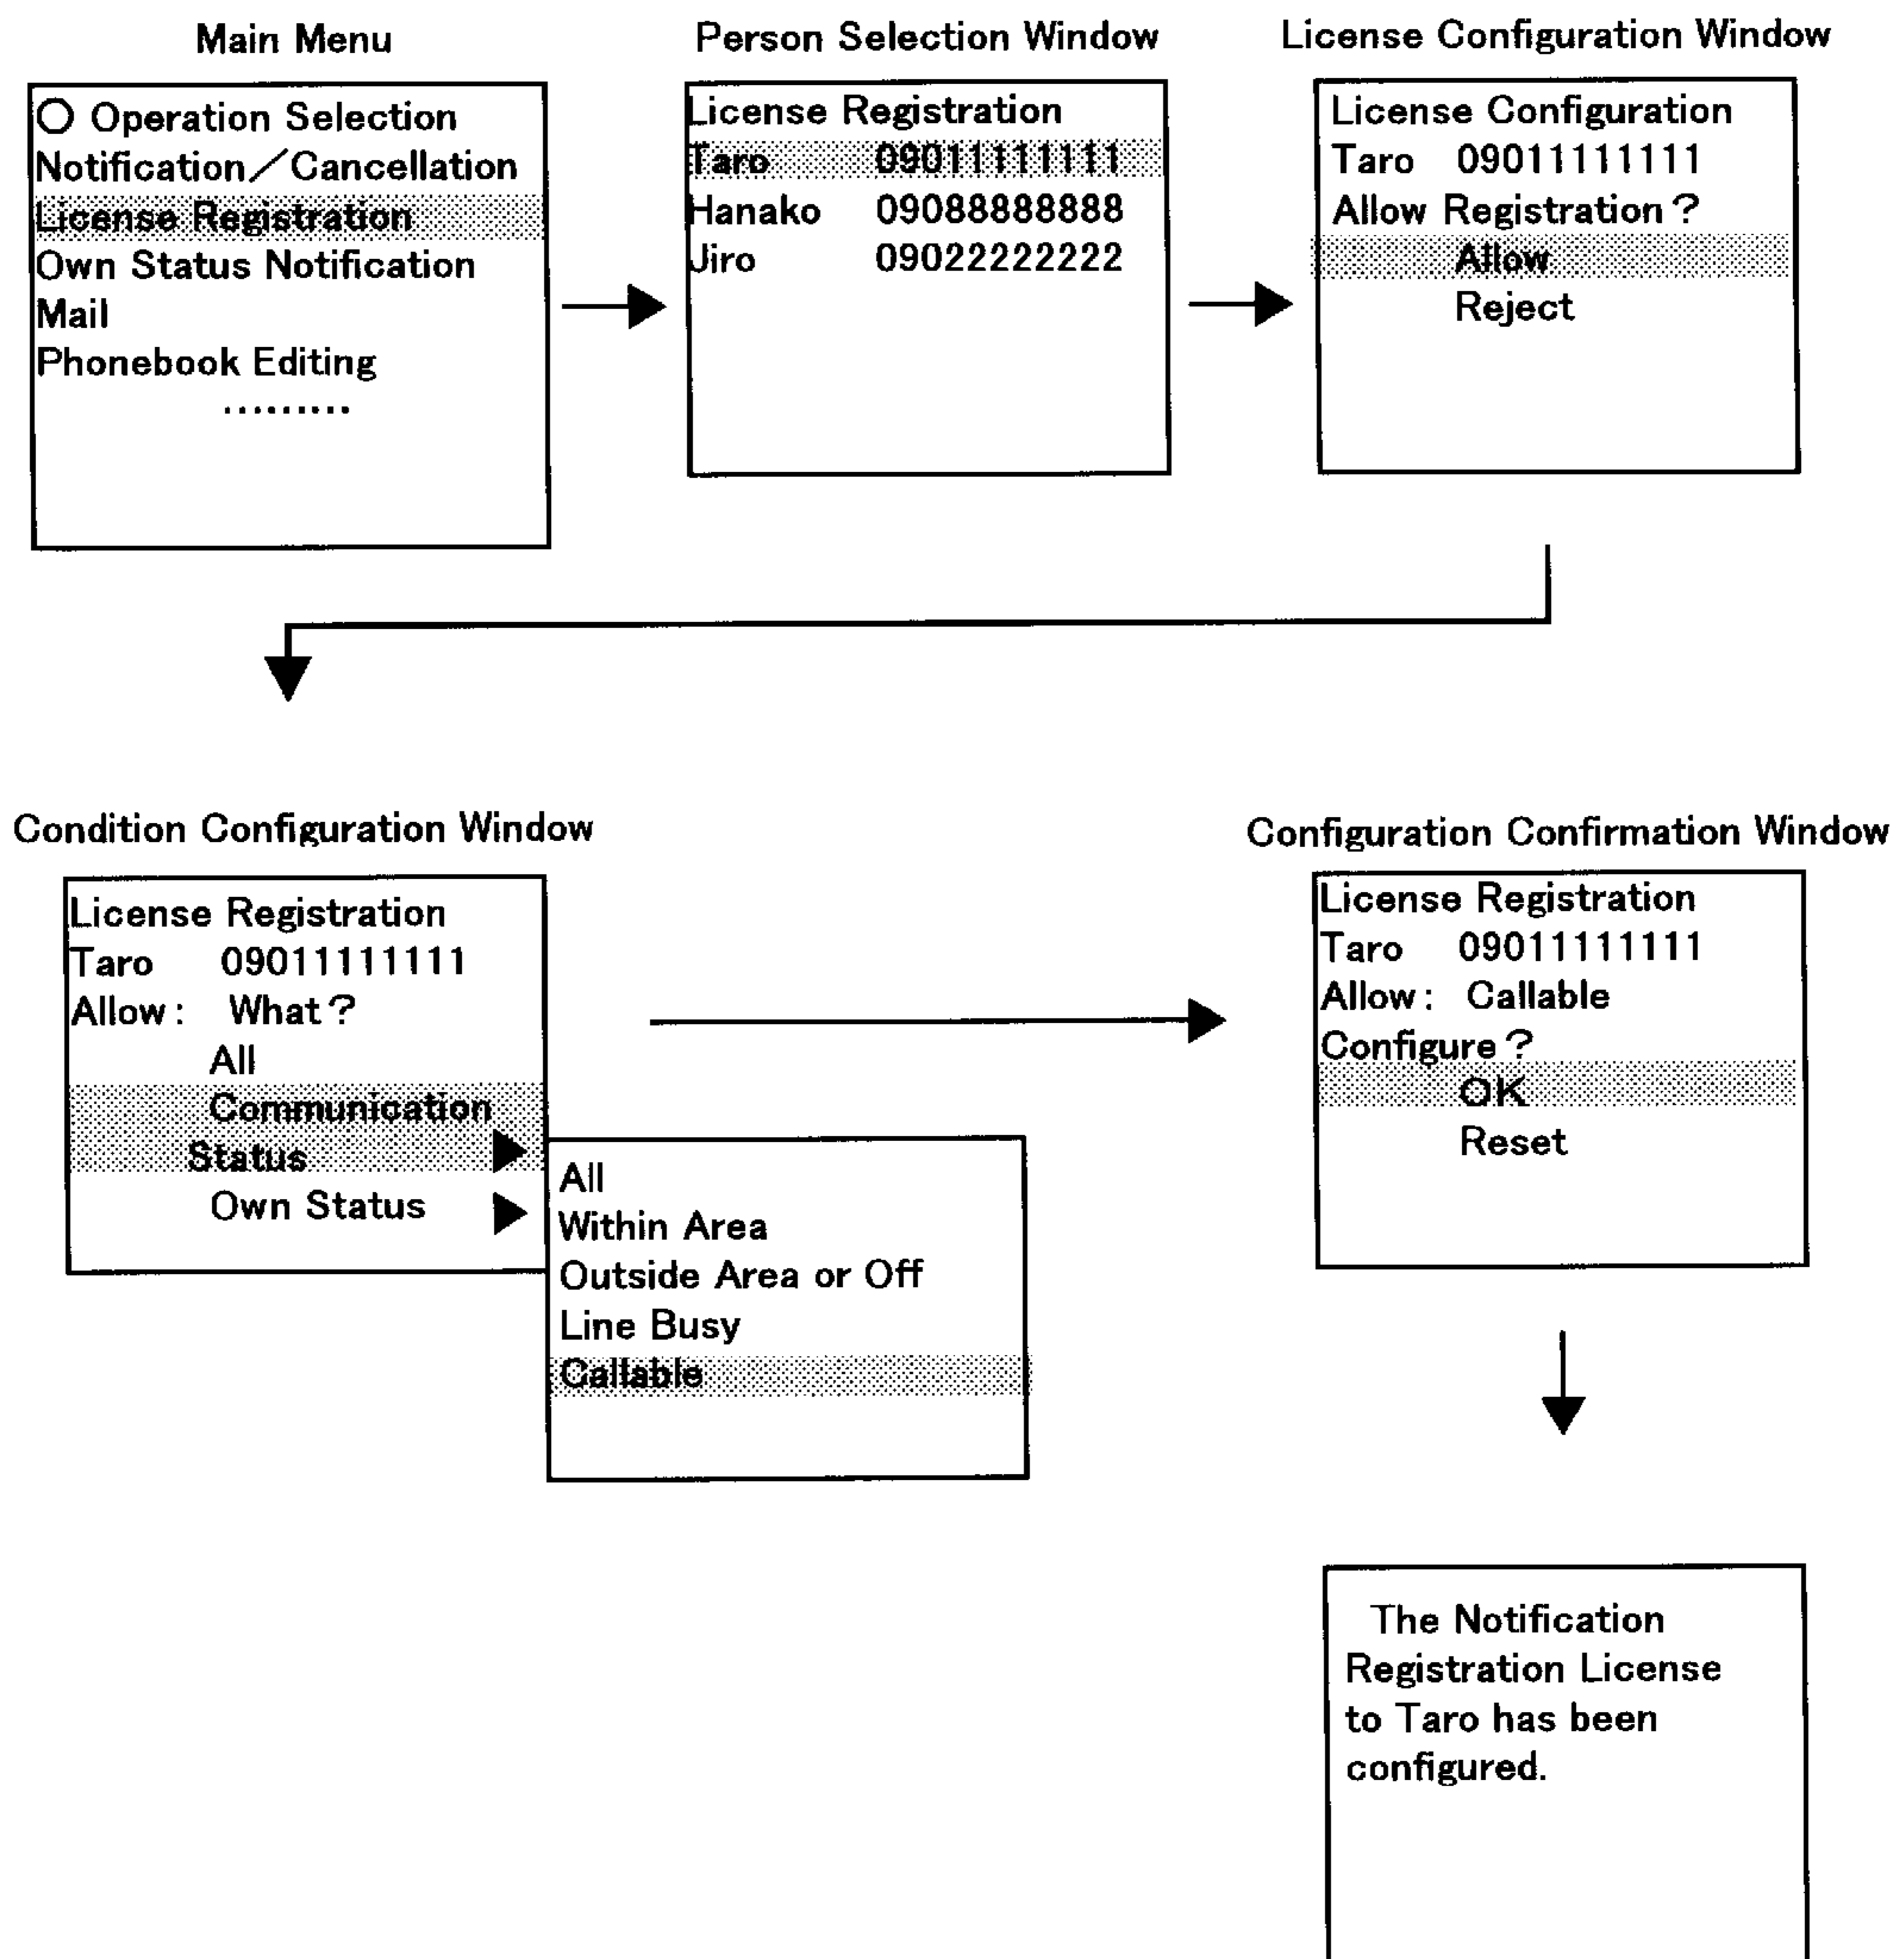 Main Menu
○ Operation Selection
Notification／Cancellation
License Registration
Own Status Notification
Mail
Phonebook Editing
.........
Person Selection Window
License Registration
Taro 09011111111
Hanako 09088888888
Jiro 09022222222
License Configuration Window
License Configuration
Taro 09011111111
Allow Registration?
Allow
Reject
Condition Configuration Window
License Registration
Taro 09011111111
Allow: What?
All
Communication
Status ▶
Own Status ▶
All
Within Area
Outside Area or Off
Line Busy
Callable
Configuration Confirmation Window
License Registration
Taro 09011111111
Allow: Callable
Configure?
OK
Reset
The Notification
Registration License
to Taro has been
configured.